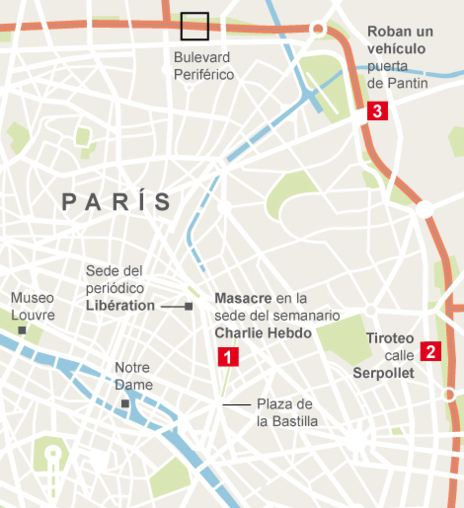 Bulevard
Periférico
Roban un
vehículo
puerta
de Pantin
3
PARÍS
Sede del
periódico
Libération
Masacre en la
sede del semanario
Charlie Hebdo
1
Museo
Louvre
Tiroteo
calle
Serpollet
2
Notre
Dame
Plaza de
la Bastilla